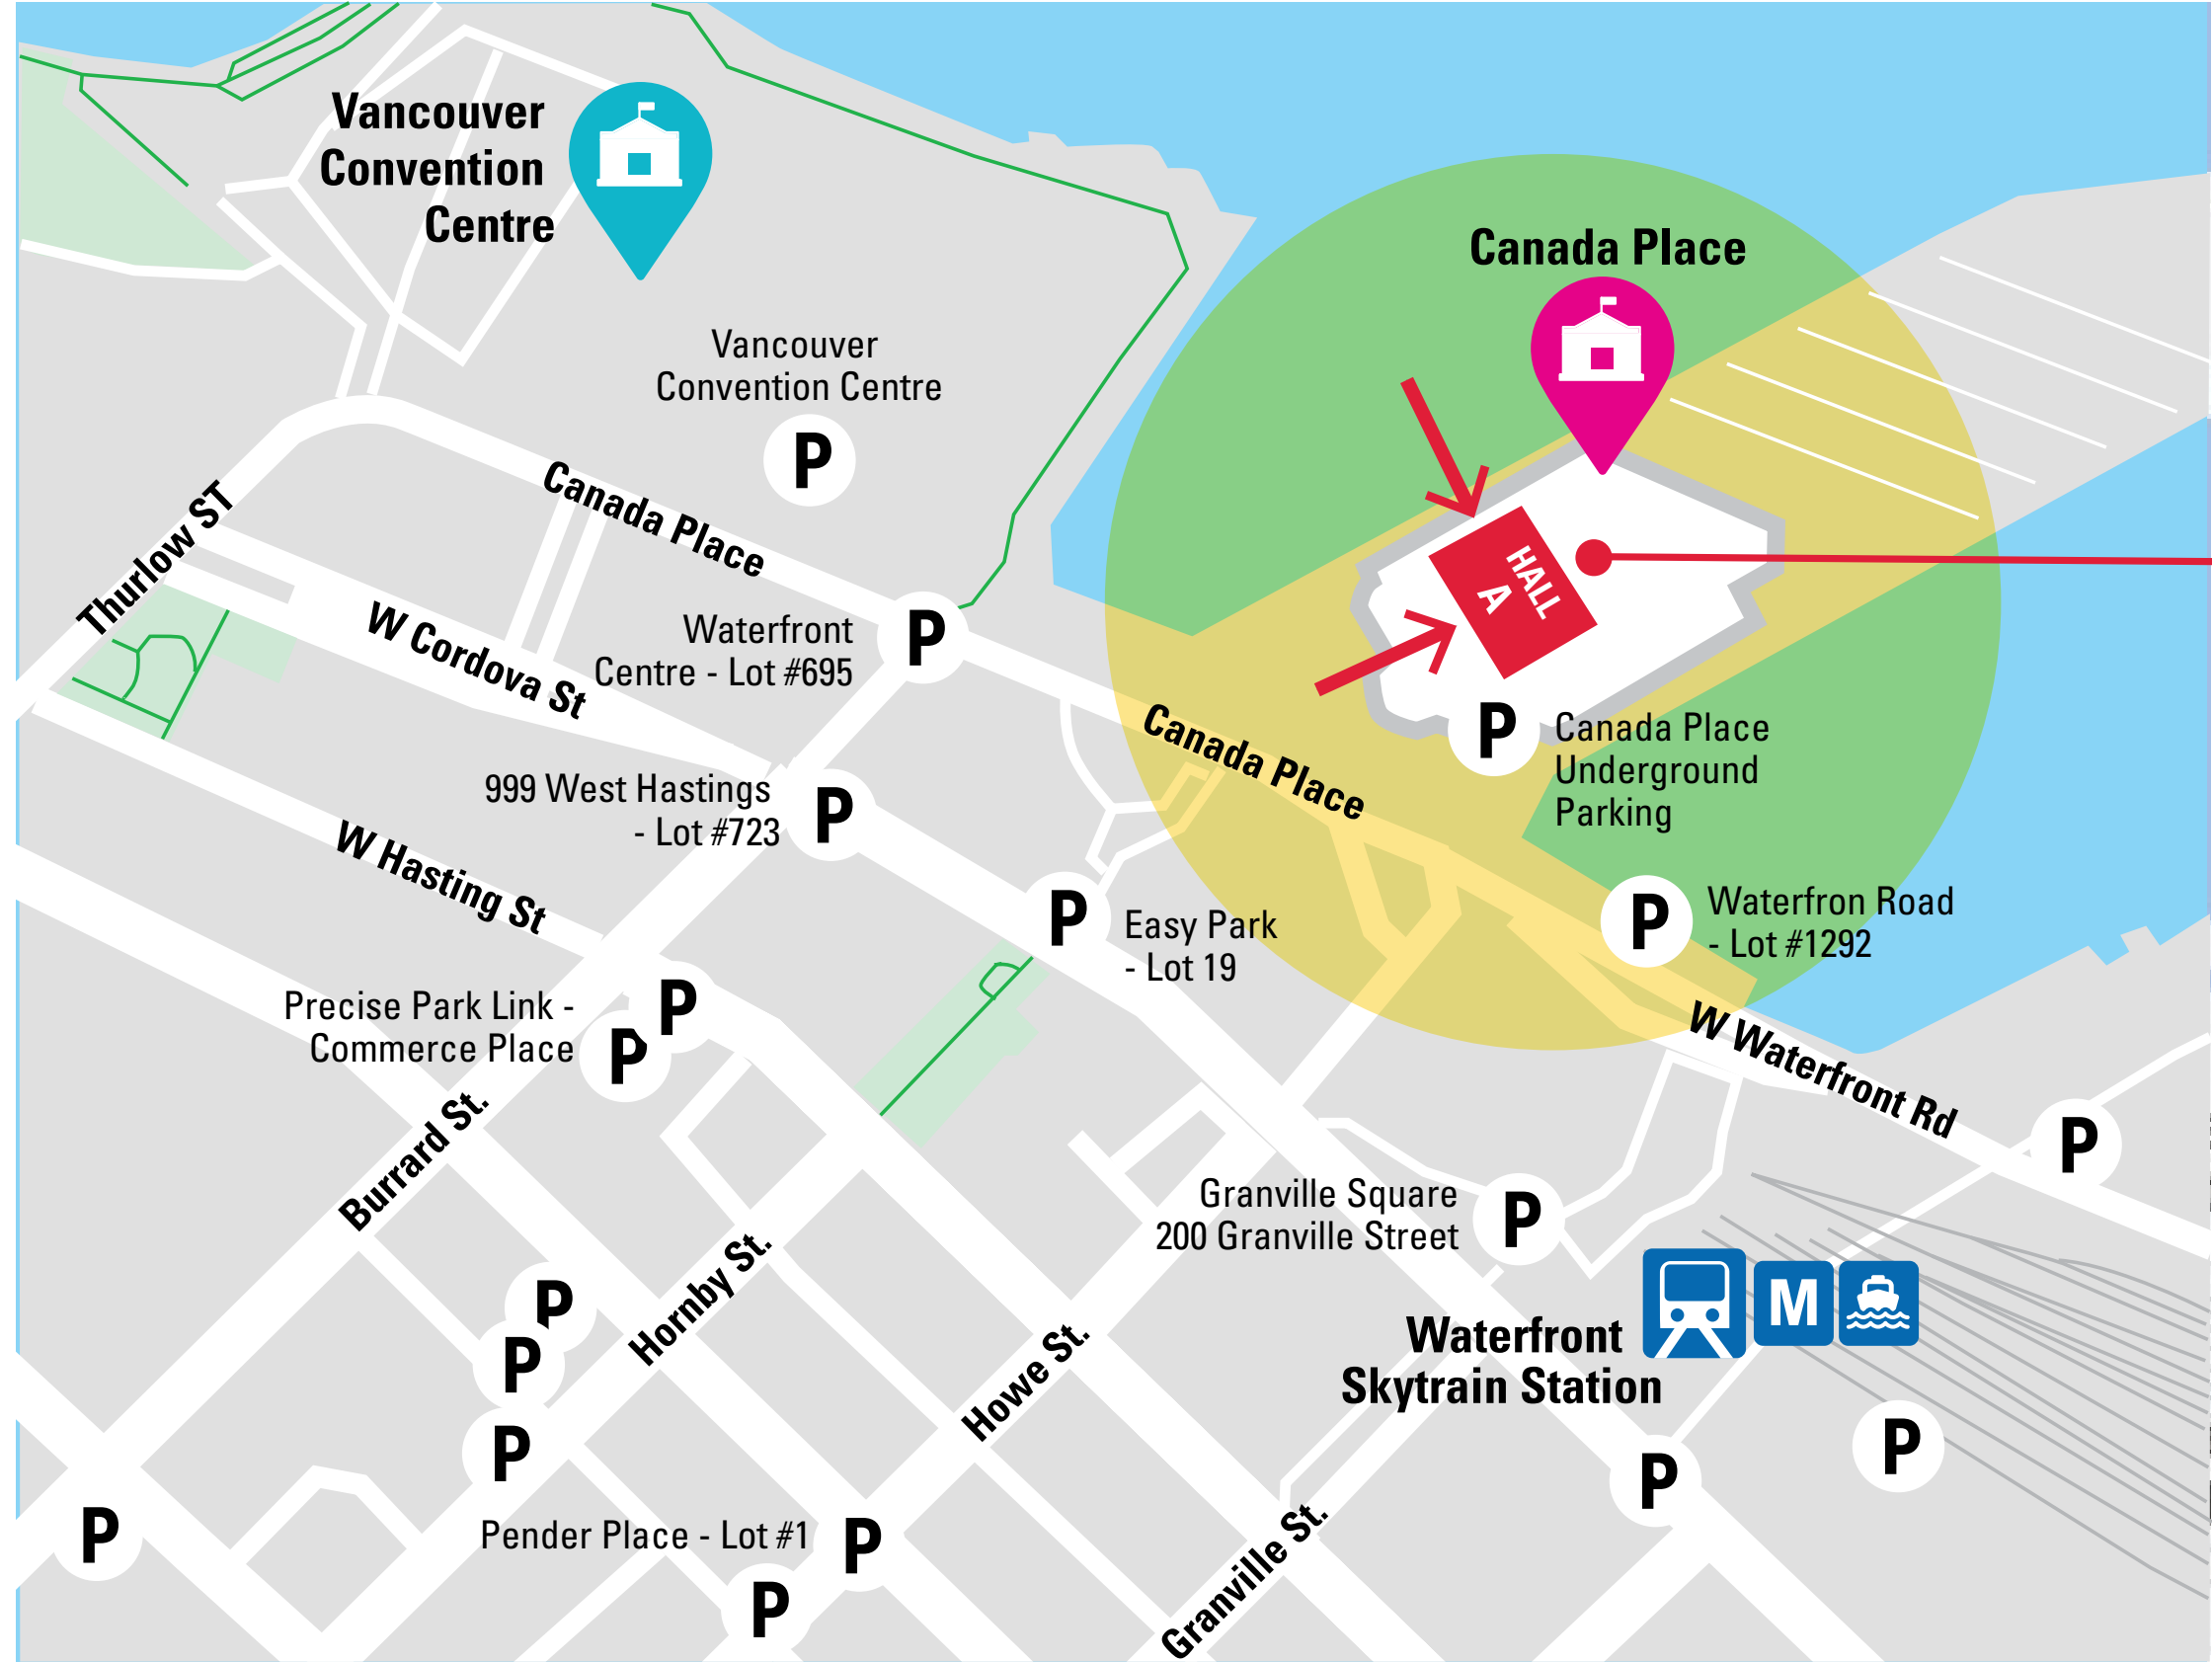 Vancouver
Convention
Centre
Canada Place
Vancouver
Convention Centre
P
Canada Place
Thurlow ST
HALL
A
W Cordova St
Waterfront
Centre - Lot #695
P
Canada Place
P
Canada Place
Underground
Parking
999 West Hastings
- Lot #723
P
W Hasting St
P
Easy Park
- Lot 19
P
Waterfron Road
- Lot #1292
Precise Park Link -
Commerce Place
P
P
W Waterfront Rd
P
Burrard St.
Granville Square
200 Granville Street
P
Hornby St.
P
P
P
Howe St.
Waterfront
Skytrain Station
M
P
P
P
Pender Place - Lot #1
P
P
Granville St.